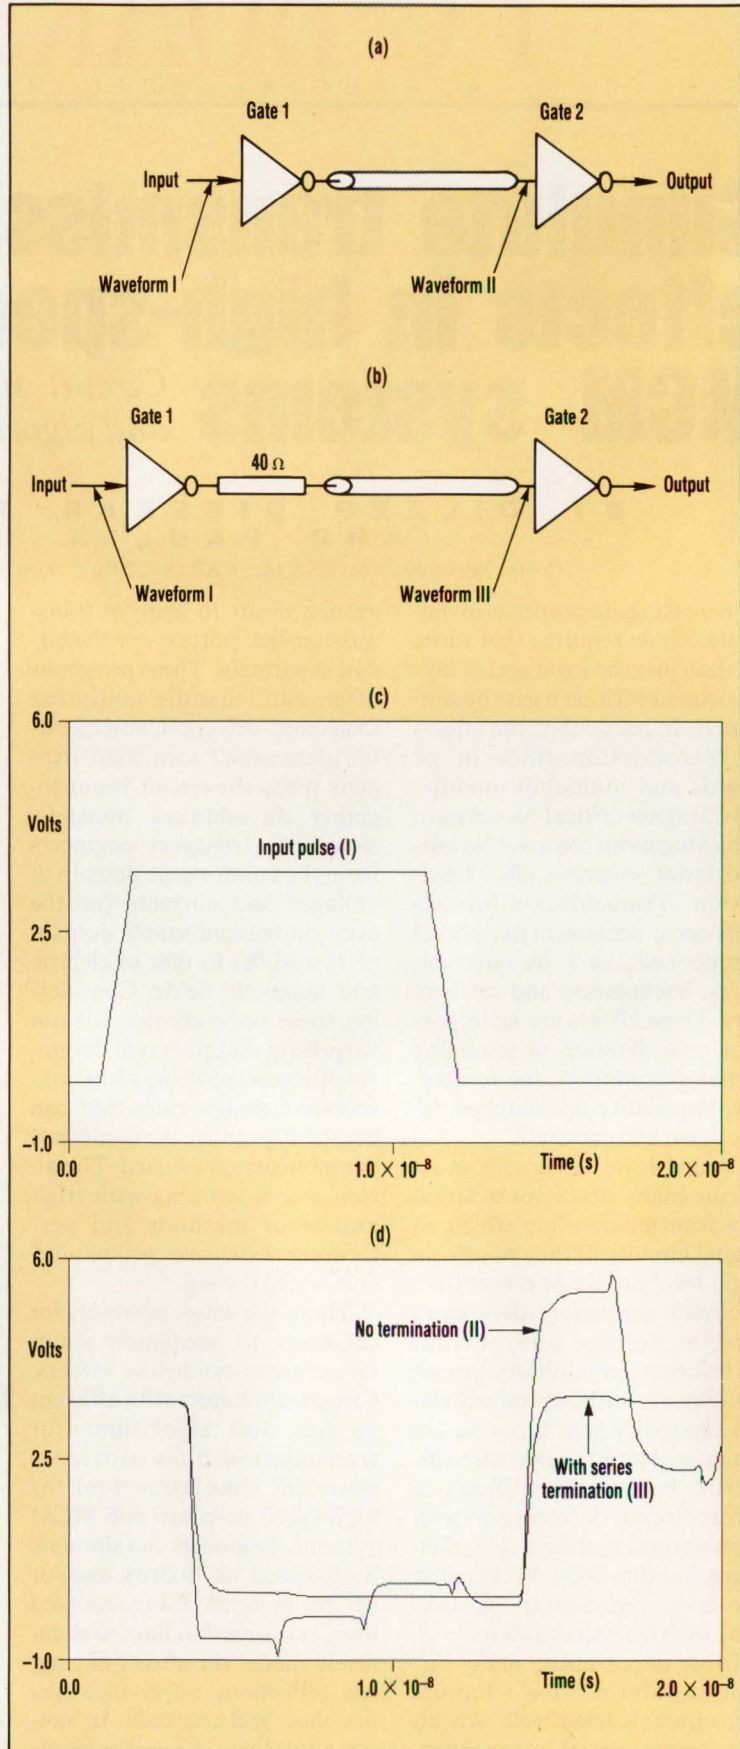 (a)
Gate 1
Gate 2
Input
Output
Waveform I
Waveform II
(b)
Gate 1
Gate 2
40 Ω
Input
Output
Waveform I
Waveform III
(c)
6.0
Volts
Input pulse (I)
2.5
–1.0
0.0
1.0 × 10⁻⁸
Time (s)
2.0 × 10⁻⁸
(d)
6.0
No termination (II)
Volts
2.5
With series
termination (III)
–1.0
0.0
1.0 × 10⁻⁸
Time (s)
2.0 × 10⁻⁸